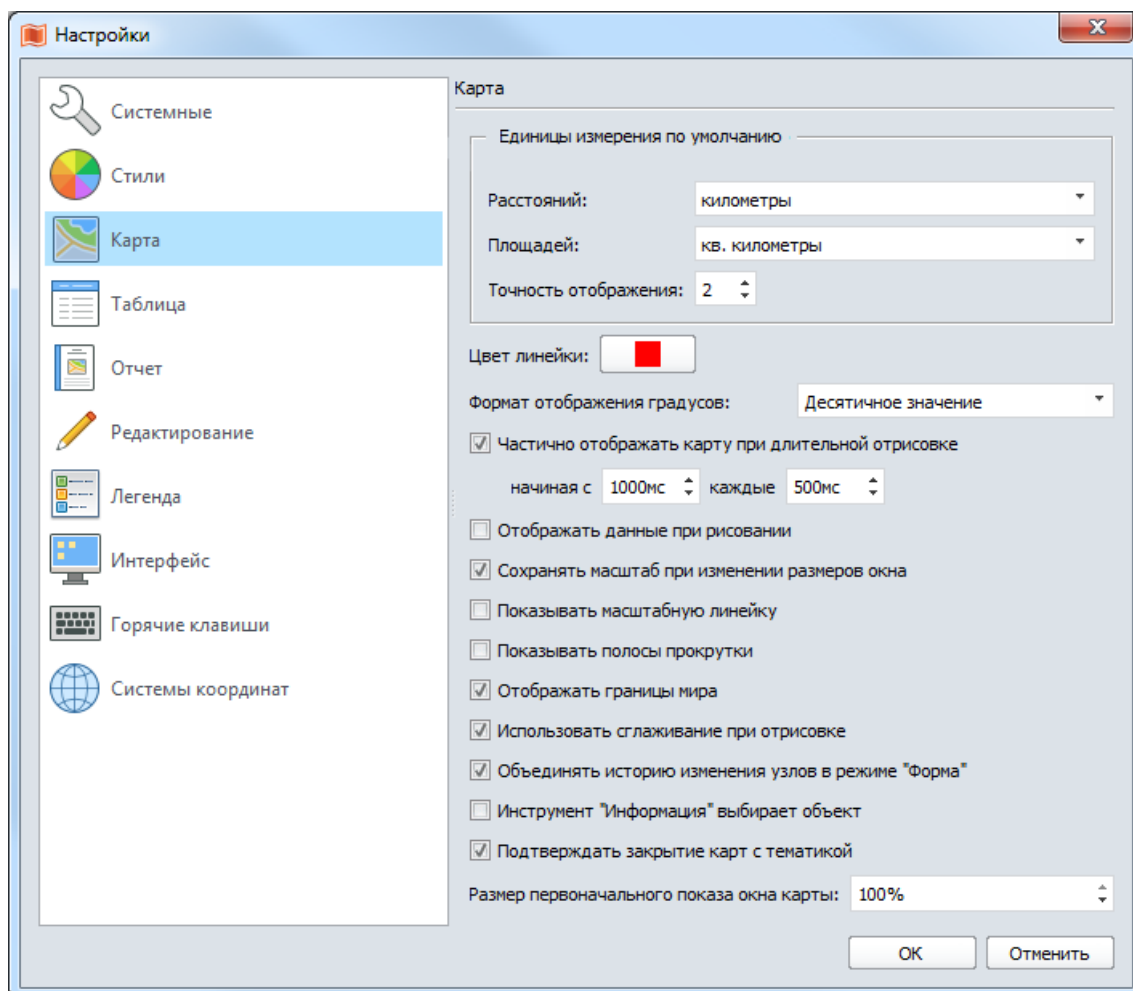 Настройки
Системные
Стили
Карта
Таблица
Отчет
Редактирование
Легенда
Интерфейс
Горячие клавиши
Системы координат
Карта
Единицы измерения по умолчанию
Расстояний: километры
Площадей: кв. километры
Точность отображения: 2
Цвет линейки:
Формат отображения градусов: Десятичное значение
Частично отображать карту при длительной отрисовке
начиная с 1000мс каждые 500мс
Отображать данные при рисовании
Сохранять масштаб при изменении размеров окна
Показывать масштабную линейку
Показывать полосы прокрутки
Отображать границы мира
Использовать сглаживание при отрисовке
Объединять историю изменения узлов в режиме "Форма"
Инструмент "Информация" выбирает объект
Подтверждать закрытие карт с тематикой
Размер первоначального показа окна карты: 100%
ОК Отменить